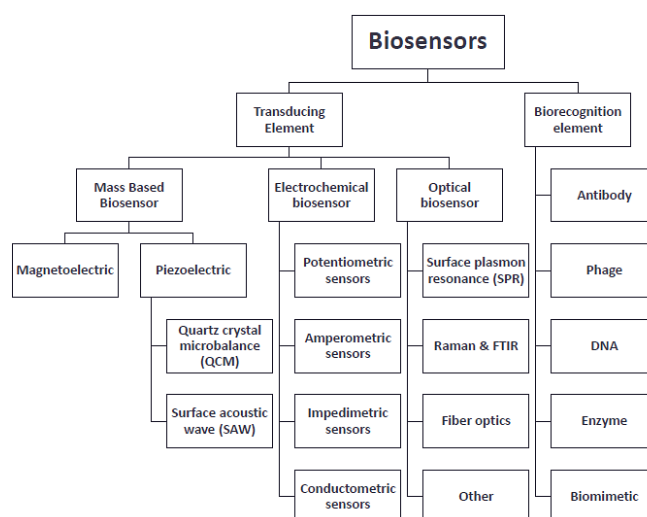 Biosensors
Transducing
Element
Biorecognition
element
Mass Based
Biosensor
Electrochemical
biosensor
Optical
biosensor
Antibody
Magnetoelectric
Piezoelectric
Potentiometric
sensors
Surface plasmon
resonance (SPR)
Phage
Quartz crystal
microbalance
(QCM)
Amperometric
sensors
Raman & FTIR
DNA
Surface acoustic
wave (SAW)
Impedimetric
sensors
Fiber optics
Enzyme
Conductometric
sensors
Other
Biomimetic